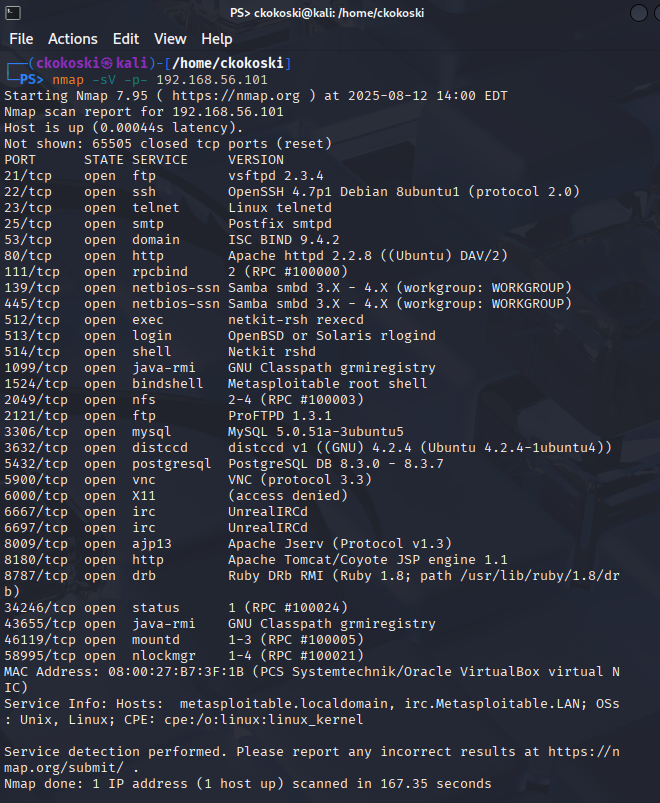 PS> ckokoski@kali: /home/ckokoski
File Actions Edit View Help
┌──(ckokoski㉿kali)-[/home/ckokoski]
└─PS> nmap -sV -p- 192.168.56.101
Starting Nmap 7.95 ( https://nmap.org ) at 2025-08-12 14:00 EDT
Nmap scan report for 192.168.56.101
Host is up (0.00044s latency).
Not shown: 65505 closed tcp ports (reset)
PORT      STATE SERVICE     VERSION
21/tcp    open  ftp         vsftpd 2.3.4
22/tcp    open  ssh         OpenSSH 4.7p1 Debian 8ubuntu1 (protocol 2.0)
23/tcp    open  telnet      Linux telnetd
25/tcp    open  smtp        Postfix smtpd
53/tcp    open  domain      ISC BIND 9.4.2
80/tcp    open  http        Apache httpd 2.2.8 ((Ubuntu) DAV/2)
111/tcp   open  rpcbind     2 (RPC #100000)
139/tcp   open  netbios-ssn Samba smbd 3.X - 4.X (workgroup: WORKGROUP)
445/tcp   open  netbios-ssn Samba smbd 3.X - 4.X (workgroup: WORKGROUP)
512/tcp   open  exec        netkit-rsh rexecd
513/tcp   open  login       OpenBSD or Solaris rlogind
514/tcp   open  shell       Netkit rshd
1099/tcp  open  java-rmi    GNU Classpath grmiregistry
1524/tcp  open  bindshell   Metasploitable root shell
2049/tcp  open  nfs         2-4 (RPC #100003)
2121/tcp  open  ftp         ProFTPD 1.3.1
3306/tcp  open  mysql       MySQL 5.0.51a-3ubuntu5
3632/tcp  open  distccd     distccd v1 ((GNU) 4.2.4 (Ubuntu 4.2.4-1ubuntu4))
5432/tcp  open  postgresql  PostgreSQL DB 8.3.0 - 8.3.7
5900/tcp  open  vnc         VNC (protocol 3.3)
6000/tcp  open  X11         (access denied)
6667/tcp  open  irc         UnrealIRCd
6697/tcp  open  irc         UnrealIRCd
8009/tcp  open  ajp13       Apache Jserv (Protocol v1.3)
8180/tcp  open  http        Apache Tomcat/Coyote JSP engine 1.1
8787/tcp  open  drb         Ruby DRb RMI (Ruby 1.8; path /usr/lib/ruby/1.8/dr
b)
34246/tcp open  status      1 (RPC #100024)
43655/tcp open  java-rmi    GNU Classpath grmiregistry
46119/tcp open  mountd      1-3 (RPC #100005)
58995/tcp open  nlockmgr    1-4 (RPC #100021)
MAC Address: 08:00:27:B7:3F:1B (PCS Systemtechnik/Oracle VirtualBox virtual N
IC)
Service Info: Hosts:  metasploitable.localdomain, irc.Metasploitable.LAN; OSs
: Unix, Linux; CPE: cpe:/o:linux:linux_kernel
Service detection performed. Please report any incorrect results at https://n
map.org/submit/ .
Nmap done: 1 IP address (1 host up) scanned in 167.35 seconds